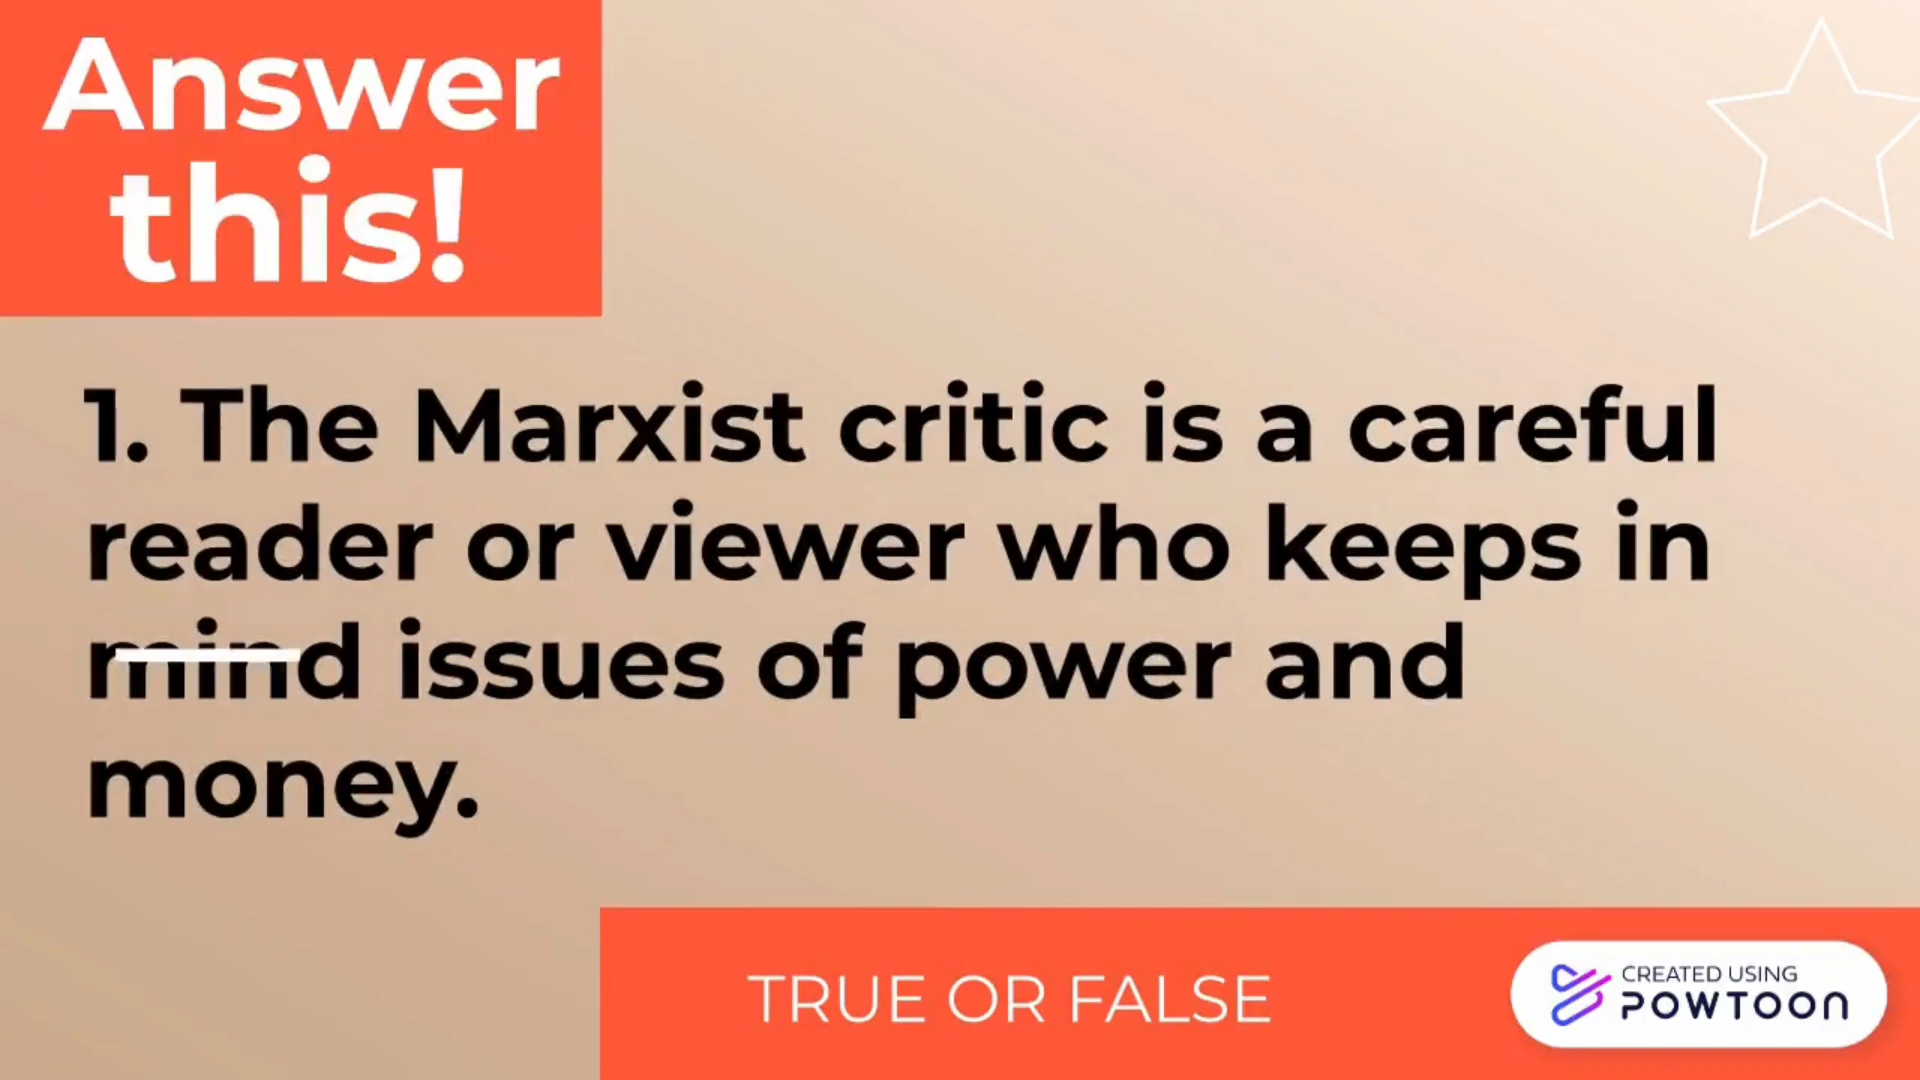 Answer
this!
1. The Marxist critic is a careful
reader or viewer who keeps in
mind issues of power and
money.
TRUE OR FALSE
CREATED USING
POWTOON